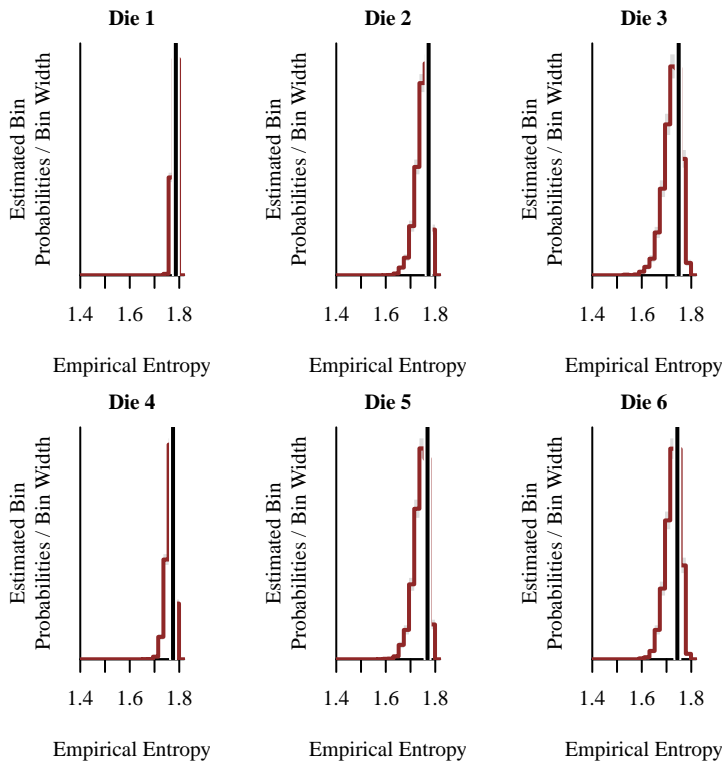 Die 1
Estimated Bin
Probabilities / Bin Width
1.4 1.6 1.8
Empirical Entropy
Die 2
Estimated Bin
Probabilities / Bin Width
1.4 1.6 1.8
Empirical Entropy
Die 3
Estimated Bin
Probabilities / Bin Width
1.4 1.6 1.8
Empirical Entropy
Die 4
Estimated Bin
Probabilities / Bin Width
1.4 1.6 1.8
Empirical Entropy
Die 5
Estimated Bin
Probabilities / Bin Width
1.4 1.6 1.8
Empirical Entropy
Die 6
Estimated Bin
Probabilities / Bin Width
1.4 1.6 1.8
Empirical Entropy